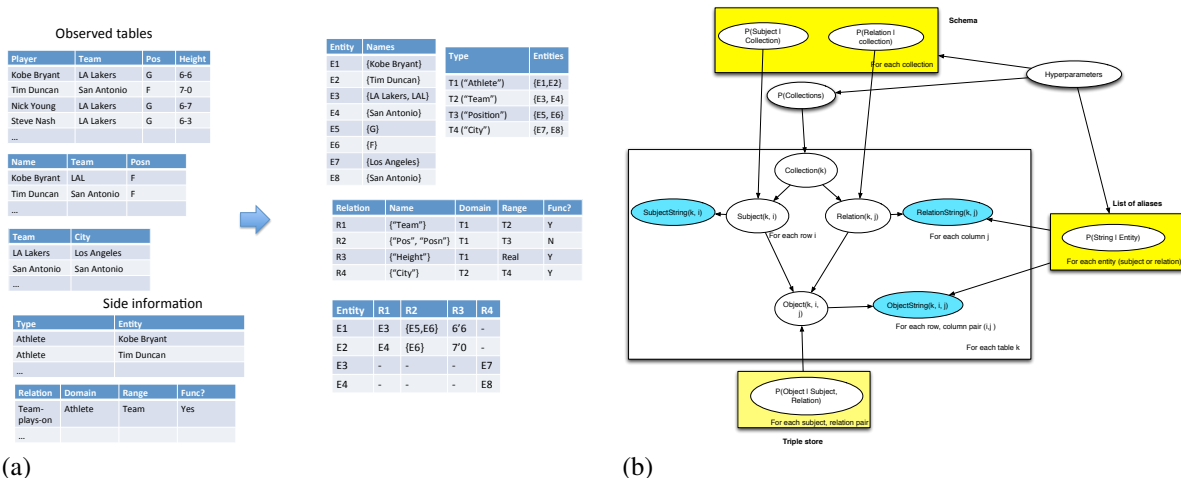 Observed tables
Player Team Pos Height
Kobe Bryant LA Lakers G 6-6
Tim Duncan San Antonio F 7-0
Nick Young LA Lakers G 6-7
Steve Nash LA Lakers G 6-3
...
Name Team Posn
Kobe Byrant LAL F
Tim Duncan San Antonio F
...
Team City
LA Lakers Los Angeles
San Antonio San Antonio
...
Side information
Type Entity
Athlete Kobe Bryant
Athlete Tim Duncan
...
Relation Domain Range Func?
Team-
plays-on Athlete Team Yes
...
Entity Names
E1 {Kobe Bryant}
E2 {Tim Duncan}
E3 {LA Lakers, LAL}
E4 {San Antonio}
E5 {G}
E6 {F}
E7 {Los Angeles}
E8 {San Antonio}
Type Entities
T1 ("Athlete") {E1,E2}
T2 ("Team") {E3, E4}
T3 ("Position") {E5, E6}
T4 ("City") {E7, E8}
Relation Name Domain Range Func?
R1 {"Team"} T1 T2 Y
R2 {"Pos", "Posn"} T1 T3 N
R3 {"Height"} T1 Real Y
R4 {"City"} T2 T4 Y
Entity R1 R2 R3 R4
E1 E3 {E5,E6} 6'6 -
E2 E4 {E6} 7'0 -
E3 - - - E7
E4 - - - E8
(a)
Schema
P(Subject |
Collection)
P(Relation |
collection)
For each collection
Hyperparameters
P(Collections)
Collection(k)
SubjectString(k, i)
Subject(k, i)
Relation(k, j)
RelationString(k, j)
For each row i
For each column j
List of aliases
P(String | Entity)
For each entity (subject or relation)
Object(k, i,
j)
ObjectString(k, i, j)
For each row, column pair (i,j )
For each table k
P(Object | Subject,
Relation)
For each subject, relation pair
Triple store
(b)